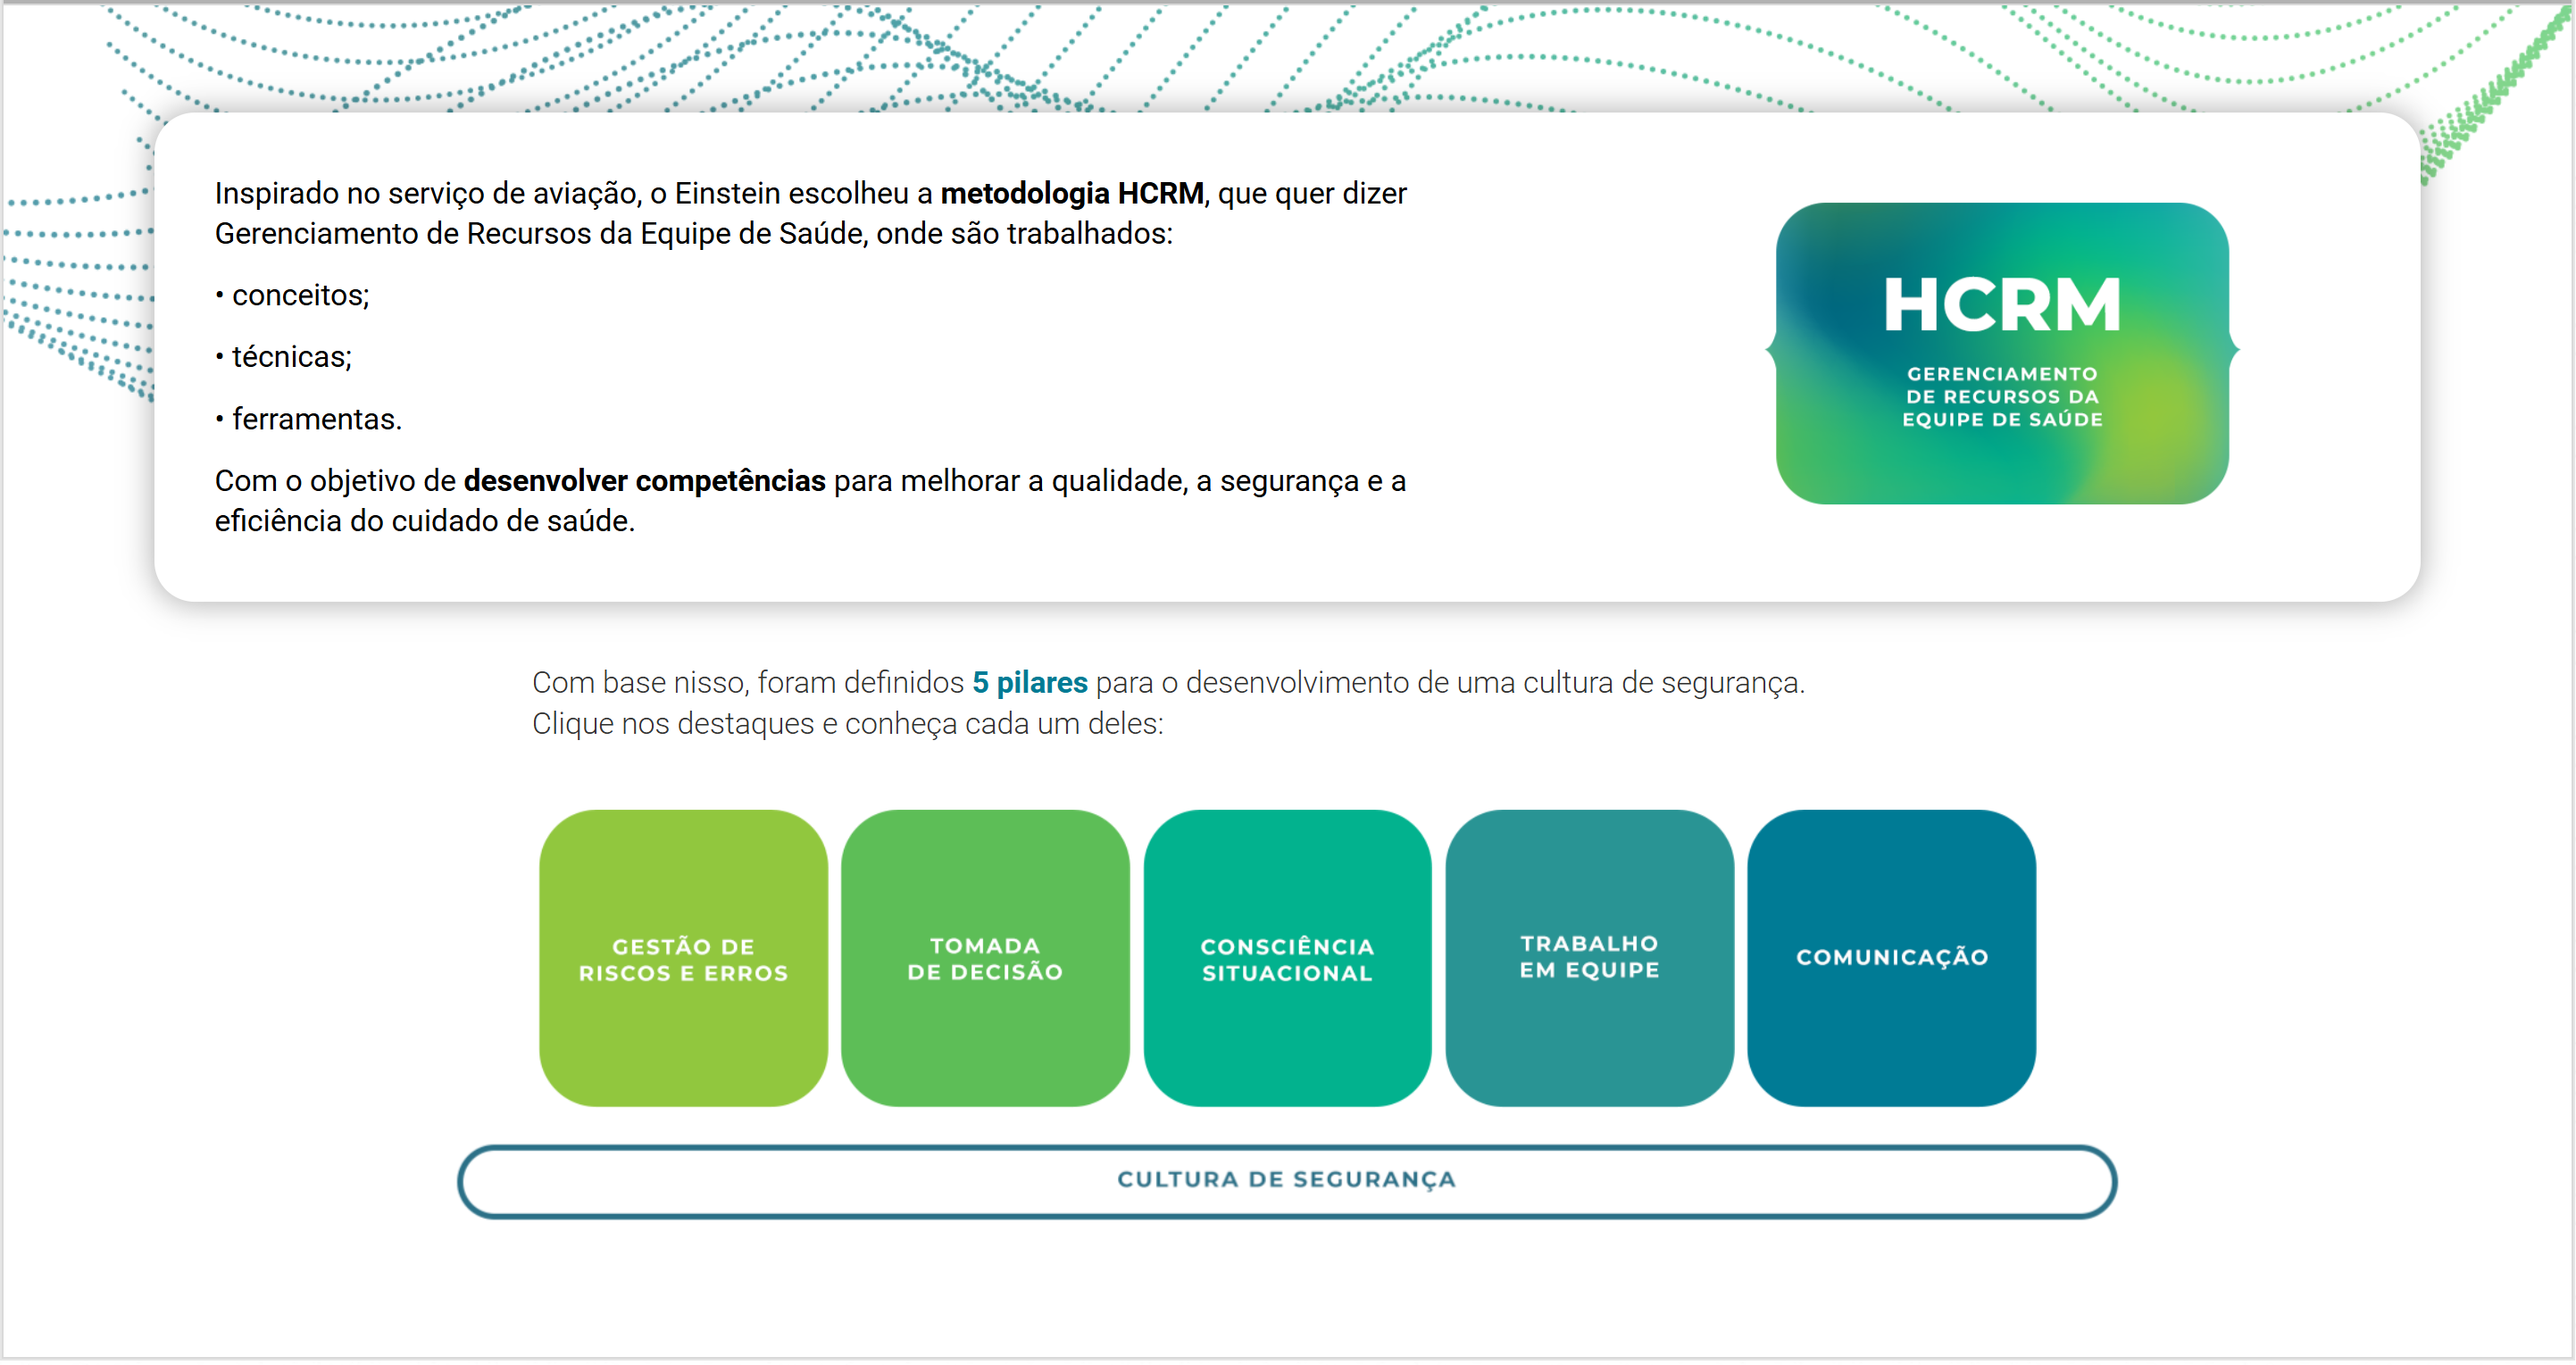 Inspirado no serviço de aviação, o Einstein escolheu a metodologia HCRM, que quer dizer
Gerenciamento de Recursos da Equipe de Saúde, onde são trabalhados:
• conceitos;
• técnicas;
• ferramentas.
Com o objetivo de desenvolver competências para melhorar a qualidade, a segurança e a
eficiência do cuidado de saúde.
HCRM
GERENCIAMENTO
DE RECURSOS DA
EQUIPE DE SAÚDE
Com base nisso, foram definidos 5 pilares para o desenvolvimento de uma cultura de segurança.
Clique nos destaques e conheça cada um deles:
GESTÃO DE
RISCOS E ERROS
TOMADA
DE DECISÃO
CONSCIÊNCIA
SITUACIONAL
TRABALHO
EM EQUIPE
COMUNICAÇÃO
CULTURA DE SEGURANÇA